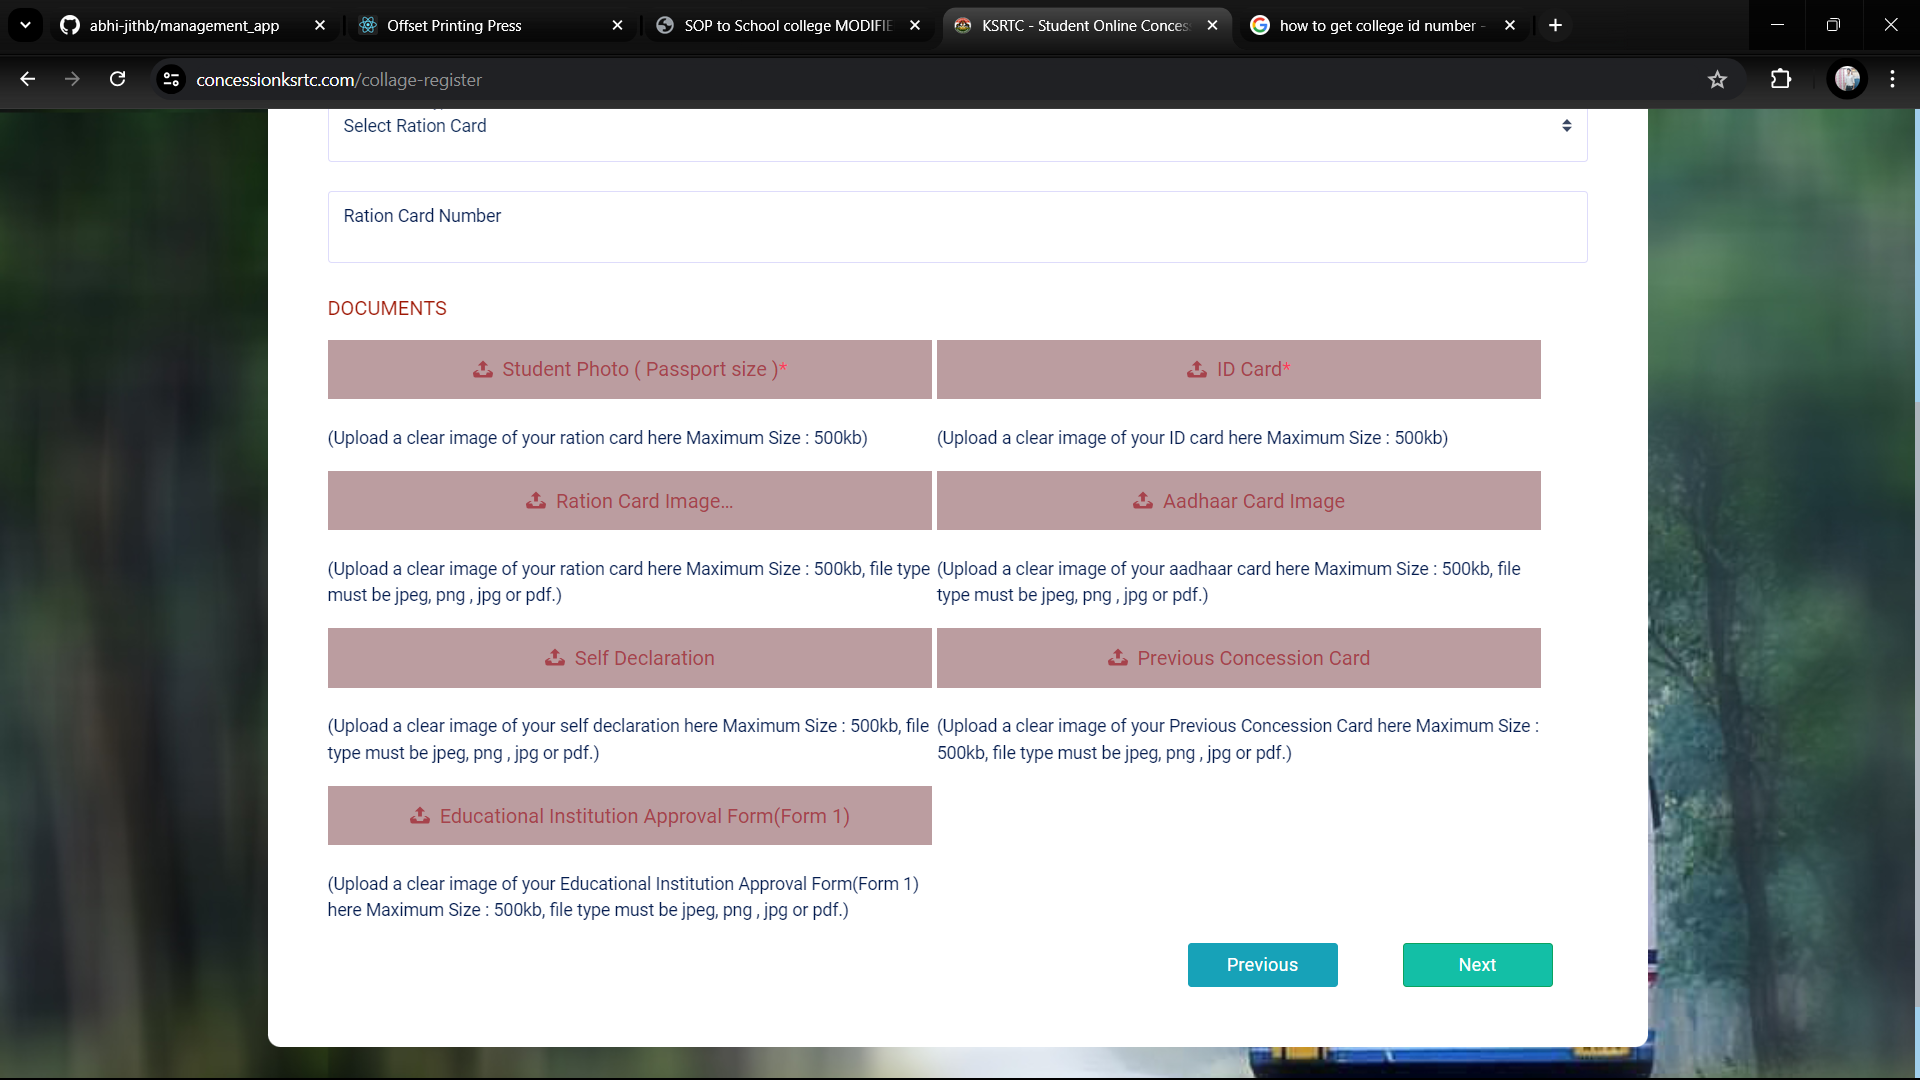 abhi-jithb/management_app
Offset Printing Press
SOP to School college MODIFIE
KSRTC - Student Online Conces
how to get college id number -
concessionksrtc.com/collage-register
Select Ration Card
Ration Card Number
DOCUMENTS
Student Photo ( Passport size )*
ID Card*
(Upload a clear image of your ration card here Maximum Size : 500kb)
(Upload a clear image of your ID card here Maximum Size : 500kb)
Ration Card Image...
Aadhaar Card Image
(Upload a clear image of your ration card here Maximum Size : 500kb, file type
must be jpeg, png , jpg or pdf.)
(Upload a clear image of your aadhaar card here Maximum Size : 500kb, file
type must be jpeg, png , jpg or pdf.)
Self Declaration
Previous Concession Card
(Upload a clear image of your self declaration here Maximum Size : 500kb, file
type must be jpeg, png , jpg or pdf.)
(Upload a clear image of your Previous Concession Card here Maximum Size :
500kb, file type must be jpeg, png , jpg or pdf.)
Educational Institution Approval Form(Form 1)
(Upload a clear image of your Educational Institution Approval Form(Form 1)
here Maximum Size : 500kb, file type must be jpeg, png , jpg or pdf.)
Previous
Next